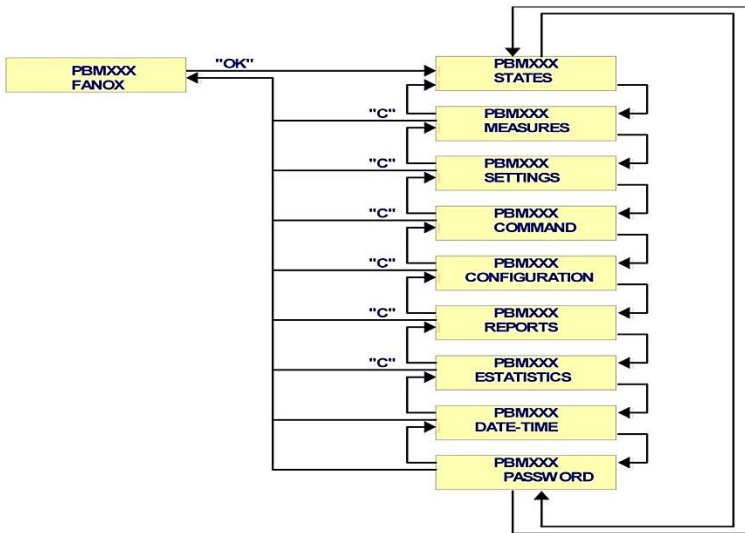 "OK"
PBMXXX
FANOX
PBMXXX
STATES
"C"
PBMXXX
MEASURES
"C"
PBMXXX
SETTINGS
"C"
PBMXXX
COMMAND
"C"
PBMXXX
CONFIGURATION
"C"
PBMXXX
REPORTS
"C"
PBMXXX
ESTATISTICS
PBMXXX
DATE-TIME
PBMXXX
PASSWORD